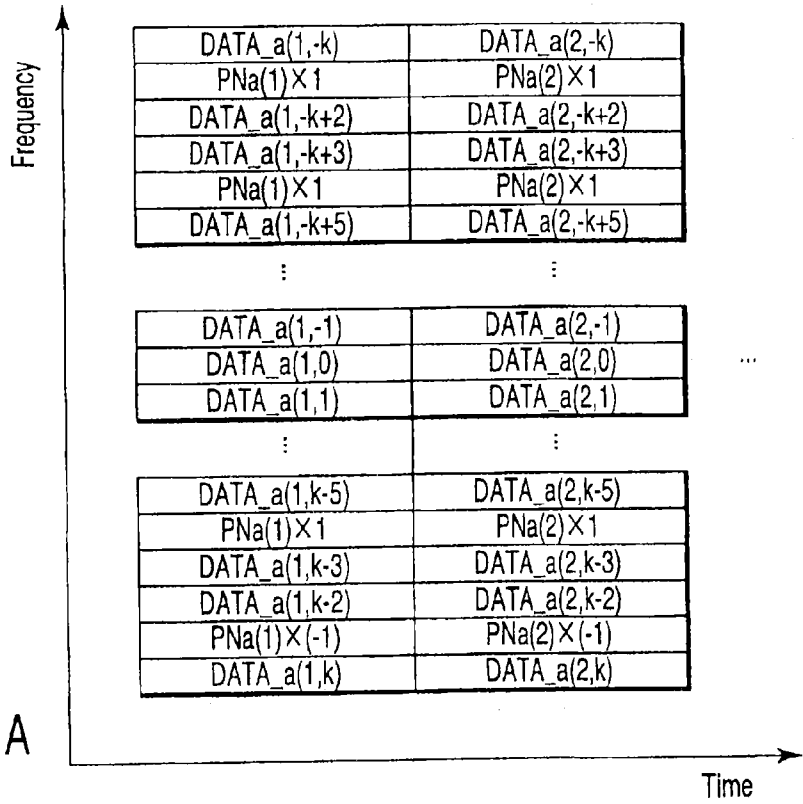 Frequency
DATA_a(1,-k) DATA_a(2,-k)
PNa(1)×1 PNa(2)×1
DATA_a(1,-k+2) DATA_a(2,-k+2)
DATA_a(1,-k+3) DATA_a(2,-k+3)
PNa(1)×1 PNa(2)×1
DATA_a(1,-k+5) DATA_a(2,-k+5)
⋮ ⋮
DATA_a(1,-1) DATA_a(2,-1)
DATA_a(1,0) DATA_a(2,0) ...
DATA_a(1,1) DATA_a(2,1)
⋮ ⋮
DATA_a(1,k-5) DATA_a(2,k-5)
PNa(1)×1 PNa(2)×1
DATA_a(1,k-3) DATA_a(2,k-3)
DATA_a(1,k-2) DATA_a(2,k-2)
PNa(1)×(-1) PNa(2)×(-1)
DATA_a(1,k) DATA_a(2,k)
A
Time